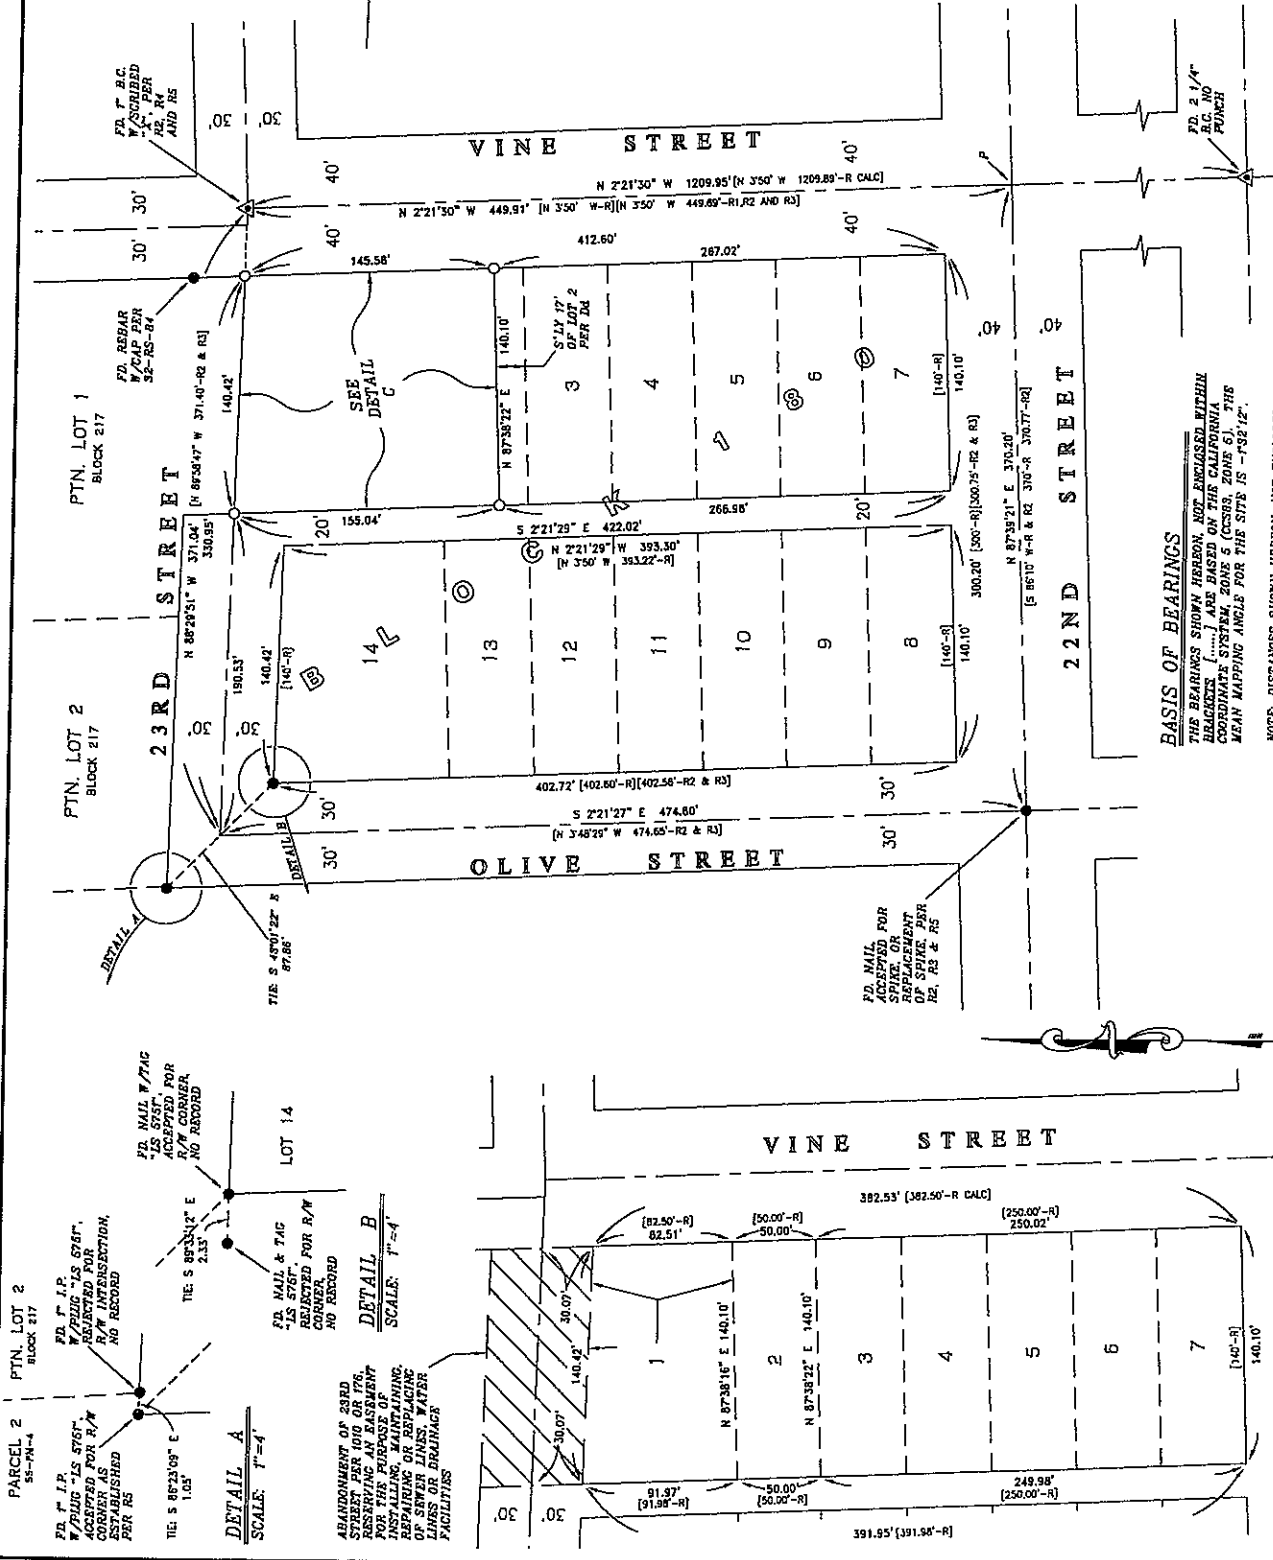 FD. 1" B.C.
W/SCRIBED
"X", PER
R2, R4
AND R5
30'
30'
30'
30'
FD. REBAR
W/CAP PER
32-RS-84
PTN. LOT 1
BLOCK 217
PTN. LOT 2
BLOCK 217
23RD STREET
[N 89'58'47" W 371.40'-R2 & R3]
N 88'29'51" W 371.04'
330.95'
190.53'
140.42'
140.42'
[140'-R]
30'
30'
VINE STREET
40'
40'
40'
40'
N 2'21'30" W 1209.95' [N 3'50' W 1209.89'-R CALC]
N 2'21'30" W 449.91' [N 3'50' W-R][N 3'50' W 449.69'-R1,R2 AND R3]
P
FD. 2 1/4"
B.C. NO
PUNCH
412.60'
145.58'
267.02'
SEE
DETAIL
C
155.04'
N 87'38'22" E 140.10'
S'LY 17'
OF LOT 2
PER Dd
3
4
5
6
7
266.98'
20'
20'
S 2'21'29" E 422.02'
N 2'21'29" W 393.30'
[N 3'50' W 393.22'-R]
BLOCK 180
14
13
12
11
10
9
8
[140'-R]
140.10'
[140'-R]
140.10'
300.20' [300'-R][300.75'-R2 & R3]
402.72' [402.60'-R][402.56'-R2 & R3]
S 2'21'27" E 474.60'
[N 3'48'29" W 474.65'-R2 & R3]
30'
30'
30'
30'
OLIVE STREET
DETAIL A
DETAIL B
TIE: S 43'01'22" E
87.86'
40'
40'
N 87'39'21" E 370.20'
[S 86'10' W-R & R2 370'-R 370.77'-R2]
22ND STREET
FD. NAIL
ACCEPTED FOR
SPIKE, OR
REPLACEMENT
OF SPIKE, PER
R2, R3 & R5
BASIS OF BEARINGS
THE BEARINGS SHOWN HEREON, NOT ENCLOSED WITHIN
BRACKETS [......] ARE BASED ON THE CALIFORNIA
COORDINATE SYSTEM, ZONE 5 (CCS83, ZONE 5). THE
MEAN MAPPING ANGLE FOR THE SITE IS -1'32'12".
PARCEL 2
55-PM-4
PTN. LOT 2
BLOCK 217
FD. 1" I.P.
W/PLUG "LS 5751",
ACCEPTED FOR R/W
CORNER AS
ESTABLISHED
PER R5
FD. 1" I.P.
W/PLUG "LS 5751",
REJECTED FOR
R/W INTERSECTION,
NO RECORD
TIE: S 86'23'09" E
1.05'
DETAIL A
SCALE: 1"=4'
FD. NAIL W/TAG
"LS 5751",
ACCEPTED FOR
R/W CORNER,
NO RECORD
TIE: S 89'33'12" E
2.33'
LOT 14
FD. NAIL & TAG
"LS 5751",
REJECTED FOR R/W
CORNER,
NO RECORD
DETAIL B
SCALE: 1"=4'
ABANDONMENT OF 23RD
STREET PER 1010 OR 176,
RESERVING AN EASEMENT
FOR THE PURPOSE OF
INSTALLING, MAINTAINING,
REPAIRING OR REPLACING
OF SEWER LINES, WATER
LINES OR DRAINAGE
FACILITIES
30'
30'
30.07'
30.07'
140.42'
VINE STREET
382.53' [382.50'-R CALC]
[82.50'-R]
82.51'
[50.00'-R]
50.00'
[250.00'-R]
250.02'
1
2
3
4
5
6
7
N 87'38'16" E 140.10'
N 87'38'22" E 140.10'
[140'-R]
140.10'
91.97'
[91.98'-R]
50.00'
[50.00'-R]
249.98'
[250.00'-R]
391.95' [391.98'-R]